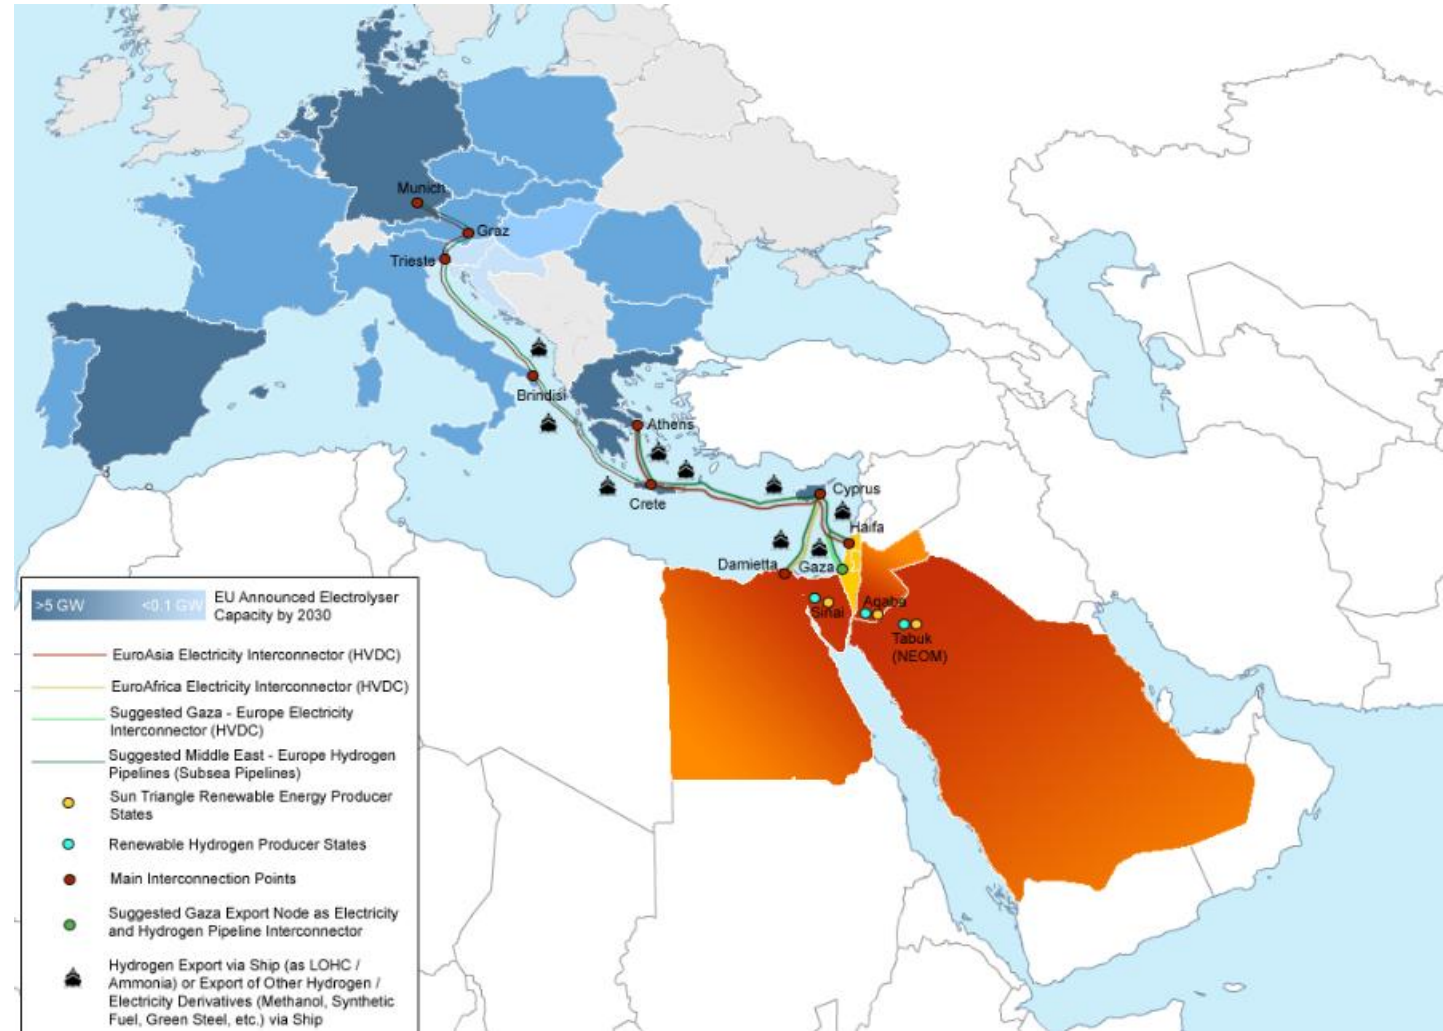 Munich
Graz
Trieste
Brindisi
Athens
Crete
Cyprus
Haifa
Damietta
Gaza
Sinai
Aqaba
Tabuk
(NEOM)
>5 GW
<0.1 GW
EU Announced Electrolyser
Capacity by 2030
EuroAsia Electricity Interconnector (HVDC)
EuroAfrica Electricity Interconnector (HVDC)
Suggested Gaza - Europe Electricity
Interconnector (HVDC)
Suggested Middle East - Europe Hydrogen
Pipelines (Subsea Pipelines)
Sun Triangle Renewable Energy Producer
States
Renewable Hydrogen Producer States
Main Interconnection Points
Suggested Gaza Export Node as Electricity
and Hydrogen Pipeline Interconnector
Hydrogen Export via Ship (as LOHC /
Ammonia) or Export of Other Hydrogen /
Electricity Derivatives (Methanol, Synthetic
Fuel, Green Steel, etc.) via Ship